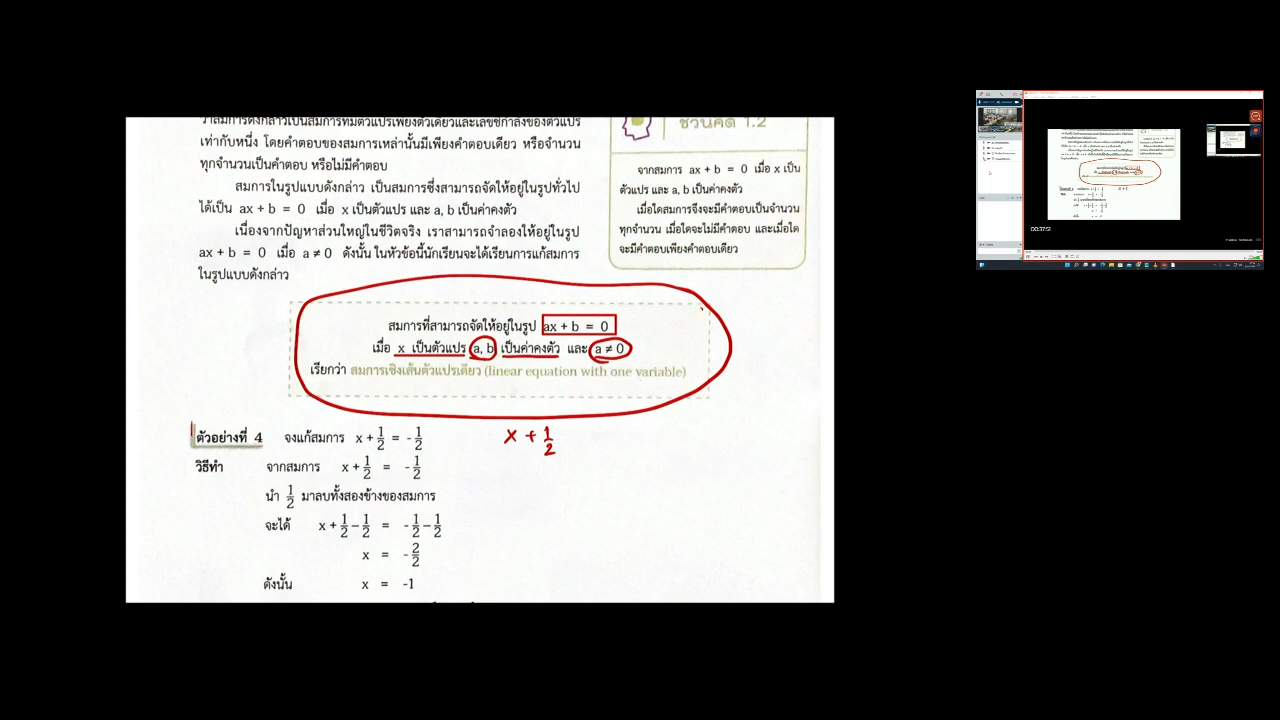 ว่าสมการดังกล่าวเป็นสมการที่มีตัวแปรเพียงตัวเดียวและเลขชี้กำลังของตัวแปร
เท่ากับหนึ่ง โดยคำตอบของสมการเหล่านั้นมีเพียงคำตอบเดียว หรือจำนวน
ทุกจำนวนเป็นคำตอบ หรือไม่มีคำตอบ
สมการในรูปแบบดังกล่าว เป็นสมการซึ่งสามารถจัดให้อยู่ในรูปทั่วไป
ได้เป็น ax + b = 0 เมื่อ x เป็นตัวแปร และ a, b เป็นค่าคงตัว
เนื่องจากปัญหาส่วนใหญ่ในชีวิตจริง เราสามารถจำลองให้อยู่ในรูป
ax + b = 0 เมื่อ a ≠ 0 ดังนั้น ในหัวข้อนี้นักเรียนจะได้เรียนการแก้สมการ
ในรูปแบบดังกล่าว
ชวนคิด 1.2
จากสมการ ax + b = 0 เมื่อ x เป็น
ตัวแปร และ a, b เป็นค่าคงตัว
เมื่อใดสมการจึงจะมีคำตอบเป็นจำนวน
ทุกจำนวน เมื่อใดจะไม่มีคำตอบ และเมื่อใด
จะมีคำตอบเพียงคำตอบเดียว
สมการที่สามารถจัดให้อยู่ในรูป ax + b = 0
เมื่อ x เป็นตัวแปร a, b เป็นค่าคงตัว และ a ≠ 0
เรียกว่า สมการเชิงเส้นตัวแปรเดียว (linear equation with one variable)
ตัวอย่างที่ 4 จงแก้สมการ x + 1/2 = -1/2
x + 1/2
วิธีทำ จากสมการ x + 1/2 = -1/2
นำ 1/2 มาลบทั้งสองข้างของสมการ
จะได้ x + 1/2 - 1/2 = -1/2 - 1/2
x = -2/2
ดังนั้น x = -1
00:37:51